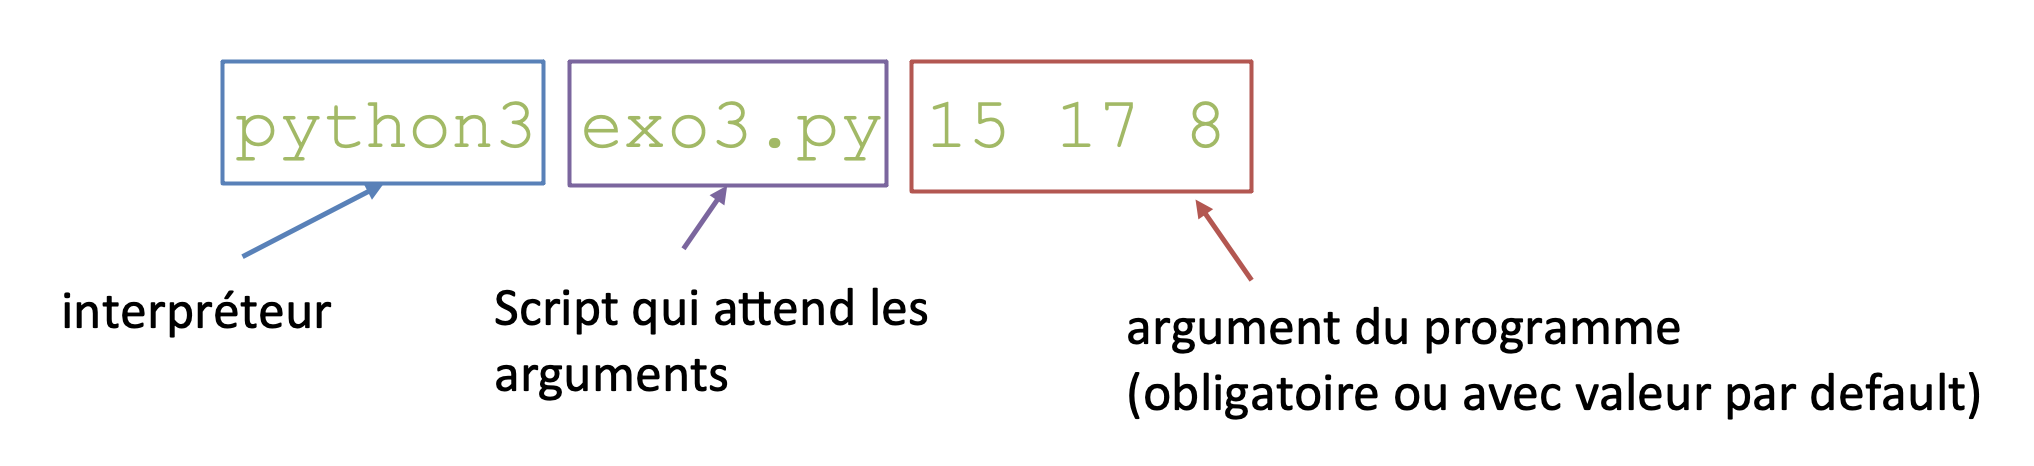 python3 exo3.py 15 17 8
interpréteur
Script qui attend les
arguments
argument du programme
(obligatoire ou avec valeur par default)